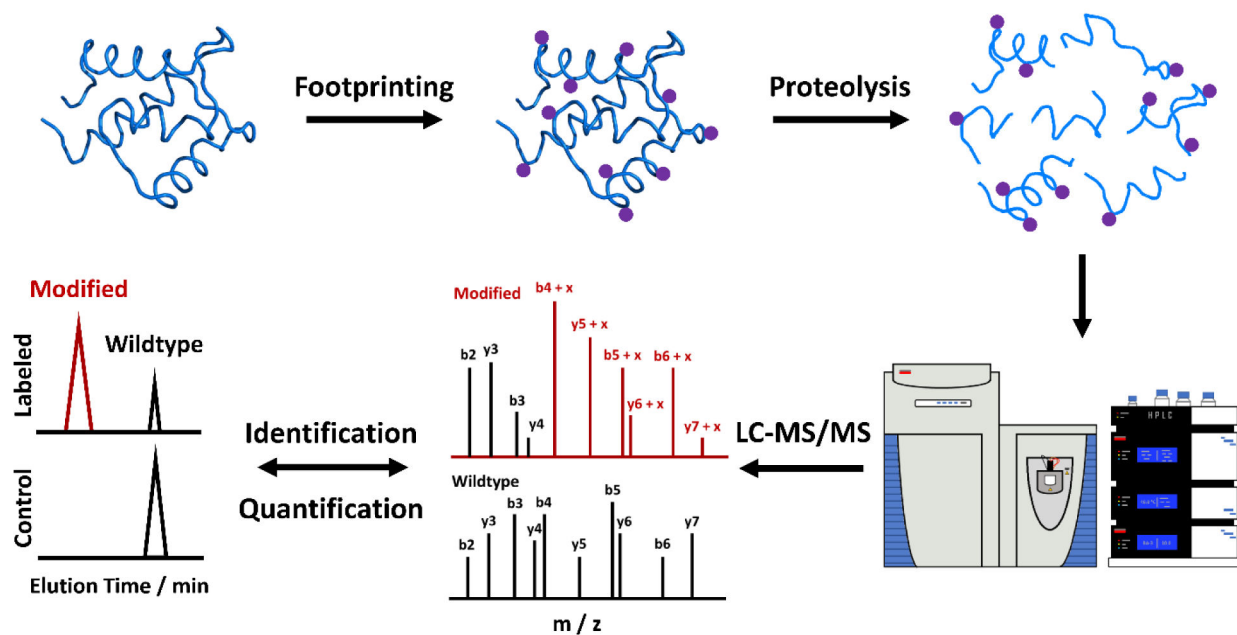 Footprinting
Proteolysis
Modified
Labeled
Wildtype
Control
Elution Time / min
Identification
Quantification
Modified
b2
y3
b3
y4
b4 + x
y5 + x
b5 + x
y6 + x
b6 + x
y7 + x
Wildtype
b2
y3
b3
y4
b4
y5
b5
y6
b6
y7
m / z
LC-MS/MS
HPLC